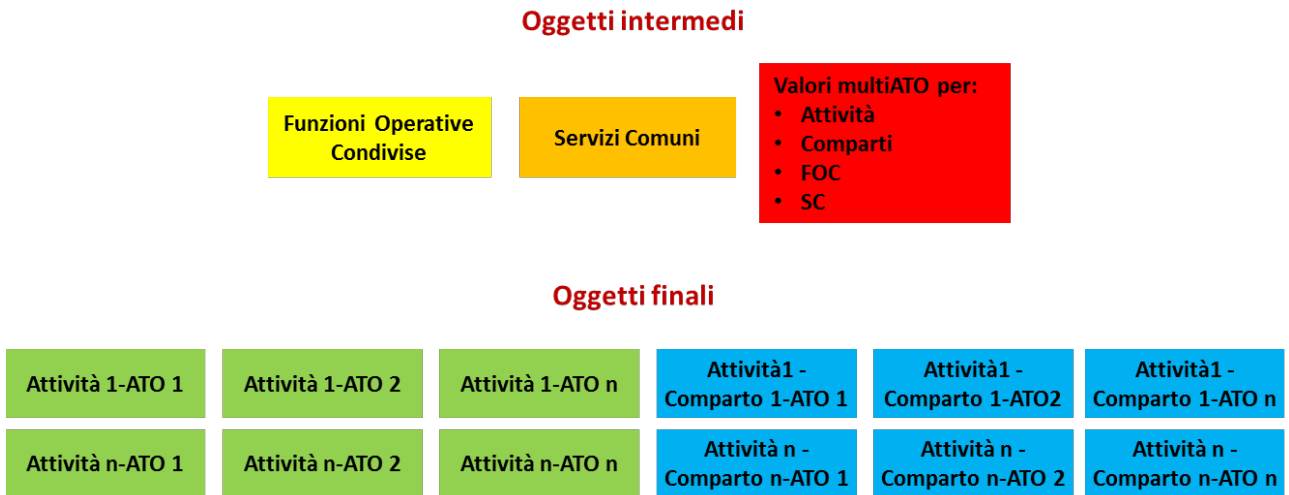 Oggetti intermedi
Funzioni Operative
Condivise
Servizi Comuni
Valori multiATO per:
• Attività
• Comparti
• FOC
• SC
Oggetti finali
Attività 1-ATO 1
Attività 1-ATO 2
Attività 1-ATO n
Attività1 -
Comparto 1-ATO 1
Attività1 -
Comparto 1-ATO2
Attività1 -
Comparto 1-ATO n
Attività n-ATO 1
Attività n-ATO 2
Attività n-ATO n
Attività n -
Comparto n-ATO 1
Attività n -
Comparto n-ATO 2
Attività n -
Comparto n-ATO n